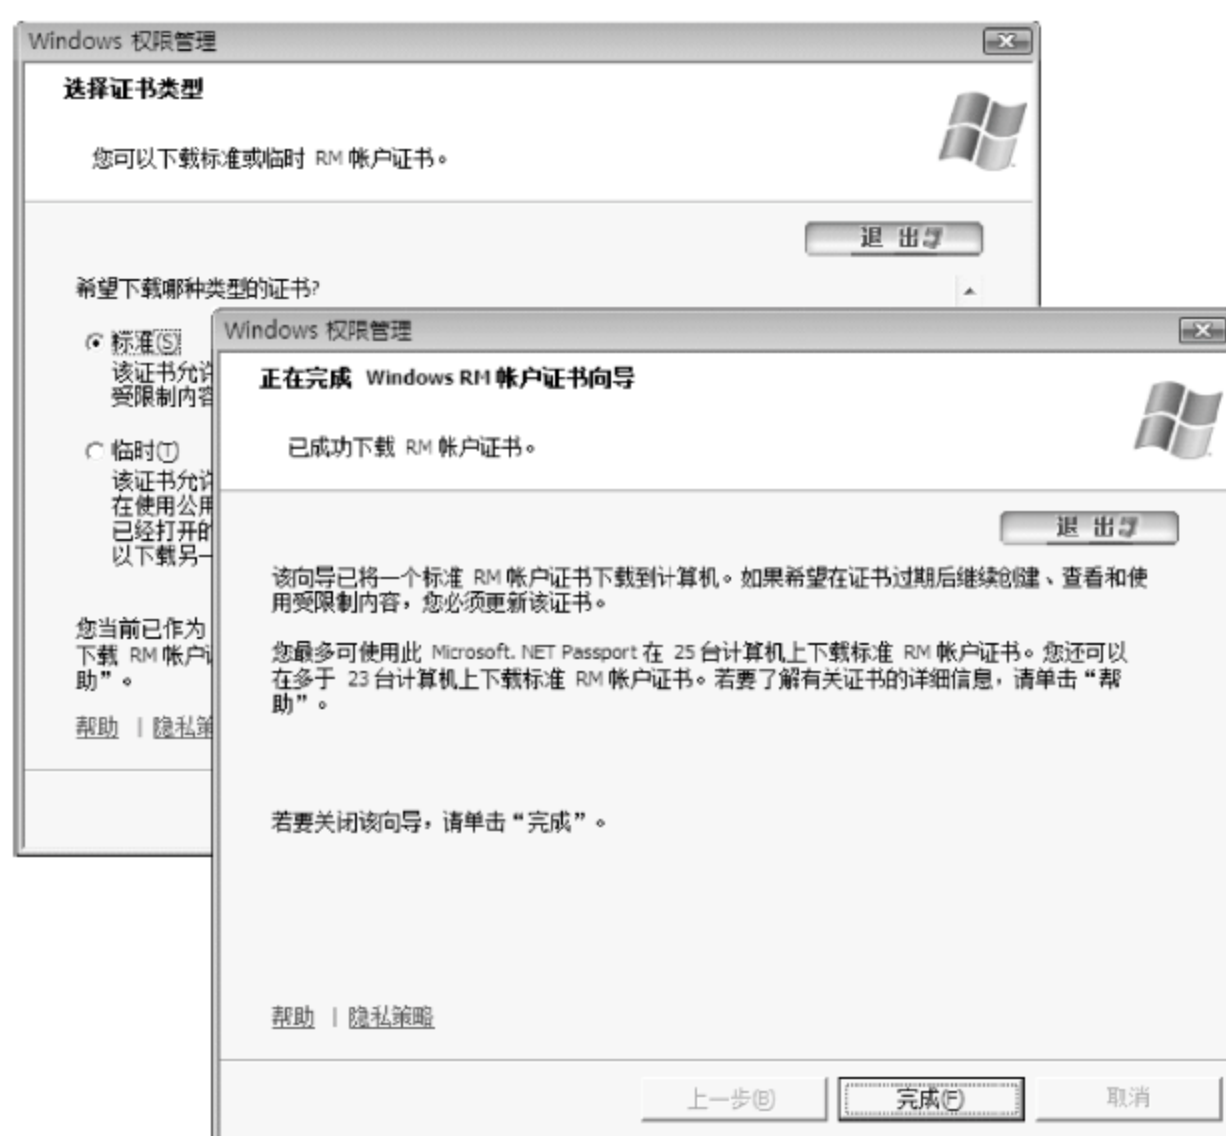 Windows 权限管理
选择证书类型
您可以下载标准或临时 RM 帐户证书。
退 出
希望下载哪种类型的证书?
标准(S)
该证书允许
受限制内容
临时(T)
该证书允许
在使用公用
已经打开的
以下载另一
您当前已作为
下载 RM 帐户证
助”。
帮助 | 隐私策
Windows 权限管理
正在完成 Windows RM 帐户证书向导
已成功下载 RM 帐户证书。
退 出
该向导已将一个标准 RM 帐户证书下载到计算机。如果希望在证书过期后继续创建、查看和使
用受限制内容，您必须更新该证书。
您最多可使用此 Microsoft. NET Passport 在 25 台计算机上下载标准 RM 帐户证书。您还可以
在多于 23 台计算机上下载标准 RM 帐户证书。若要了解有关证书的详细信息，请单击“帮
助”。
若要关闭该向导，请单击“完成”。
帮助 | 隐私策略
上一步(B)
完成(F)
取消